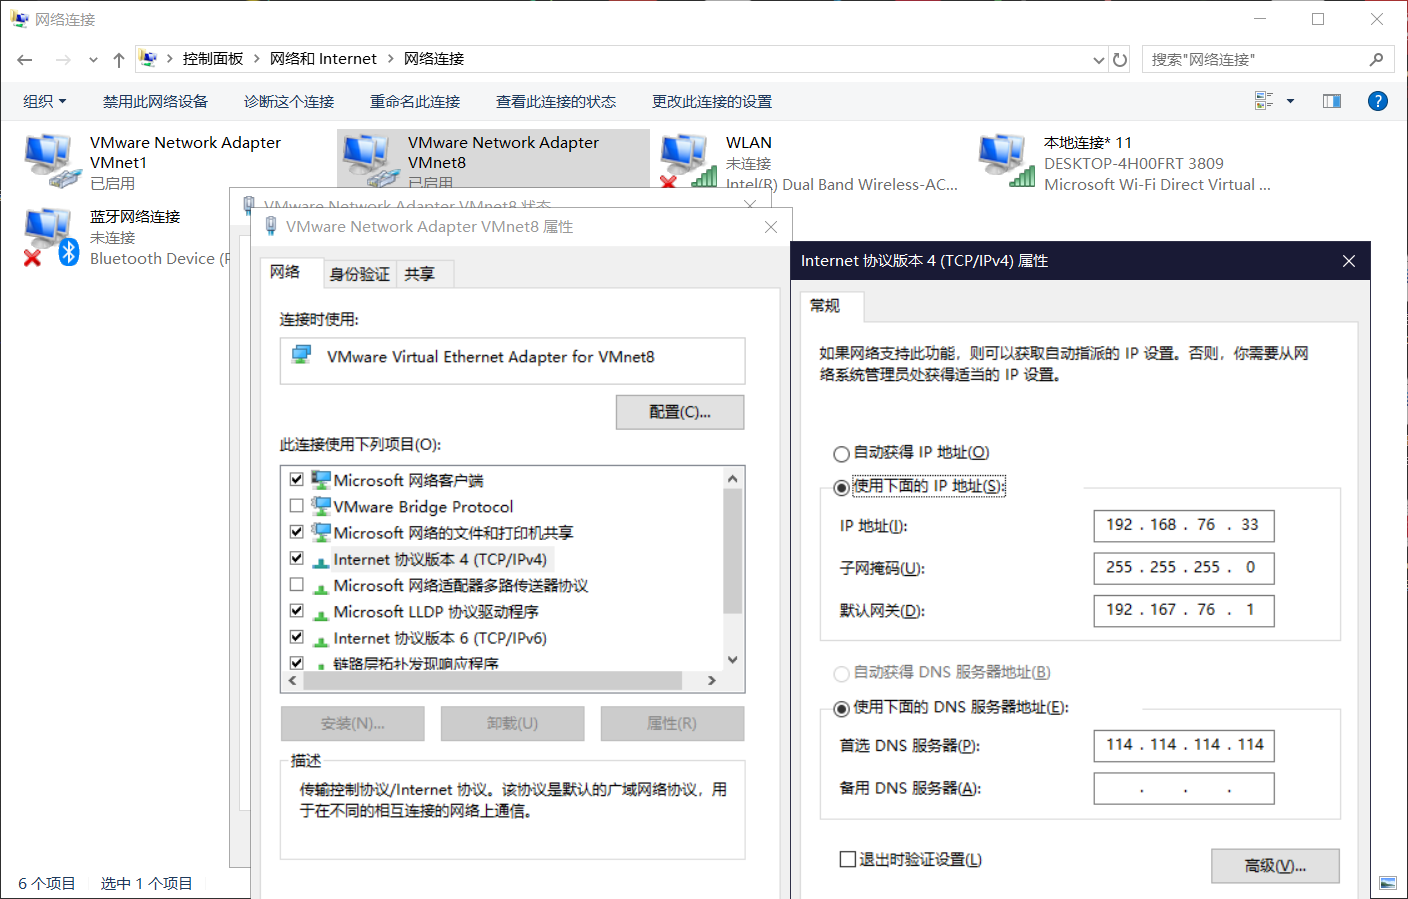 网络连接
控制面板 网络和 Internet 网络连接
搜索"网络连接"
组织 禁用此网络设备 诊断这个连接 重命名此连接 查看此连接的状态 更改此连接的设置
VMware Network Adapter
VMnet1
已启用
VMware Network Adapter
VMnet8
已启用
WLAN
未连接
Intel(R) Dual Band Wireless-AC...
本地连接* 11
DESKTOP-4H00FRT 3809
Microsoft Wi-Fi Direct Virtual ...
蓝牙网络连接
未连接
Bluetooth Device (
VMware Network Adapter VMnet8 状态
VMware Network Adapter VMnet8 属性
网络 身份验证 共享
连接时使用:
VMware Virtual Ethernet Adapter for VMnet8
配置(C)...
此连接使用下列项目(O):
Microsoft 网络客户端
VMware Bridge Protocol
Microsoft 网络的文件和打印机共享
Internet 协议版本 4 (TCP/IPv4)
Microsoft 网络适配器多路传送器协议
Microsoft LLDP 协议驱动程序
Internet 协议版本 6 (TCP/IPv6)
链路层拓扑发现响应程序
安装(N)... 卸载(U) 属性(R)
描述
传输控制协议/Internet 协议。该协议是默认的广域网络协议，用
于在不同的相互连接的网络上通信。
Internet 协议版本 4 (TCP/IPv4) 属性
常规
如果网络支持此功能，则可以获取自动指派的 IP 设置。否则，你需要从网
络系统管理员处获得适当的 IP 设置。
自动获得 IP 地址(O)
使用下面的 IP 地址(S):
IP 地址(I): 192 . 168 . 76 . 33
子网掩码(U): 255 . 255 . 255 . 0
默认网关(D): 192 . 167 . 76 . 1
自动获得 DNS 服务器地址(B)
使用下面的 DNS 服务器地址(E):
首选 DNS 服务器(P): 114 . 114 . 114 . 114
备用 DNS 服务器(A): . . .
退出时验证设置(L)
高级(V)...
6 个项目 选中 1 个项目